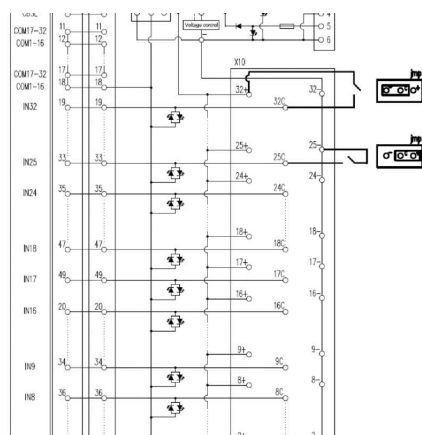 4
Voltage control
5
COM17-32 11 11
6
COM1-16 12 12
X10
COM17-32 17 17
jmp
COM1-16 18 18
32+ 32-
IN32 19 19 32C
jmp
25+ 25-
IN25 33 33 25C
24+ 24-
IN24 35 35 24C
18+ 18-
IN18 47 47 18C
17+ 17-
IN17 49 49 17C
16+ 16-
IN16 20 20 16C
9+ 9-
IN9 34 34 9C
8+ 8-
IN8 36 36 8C